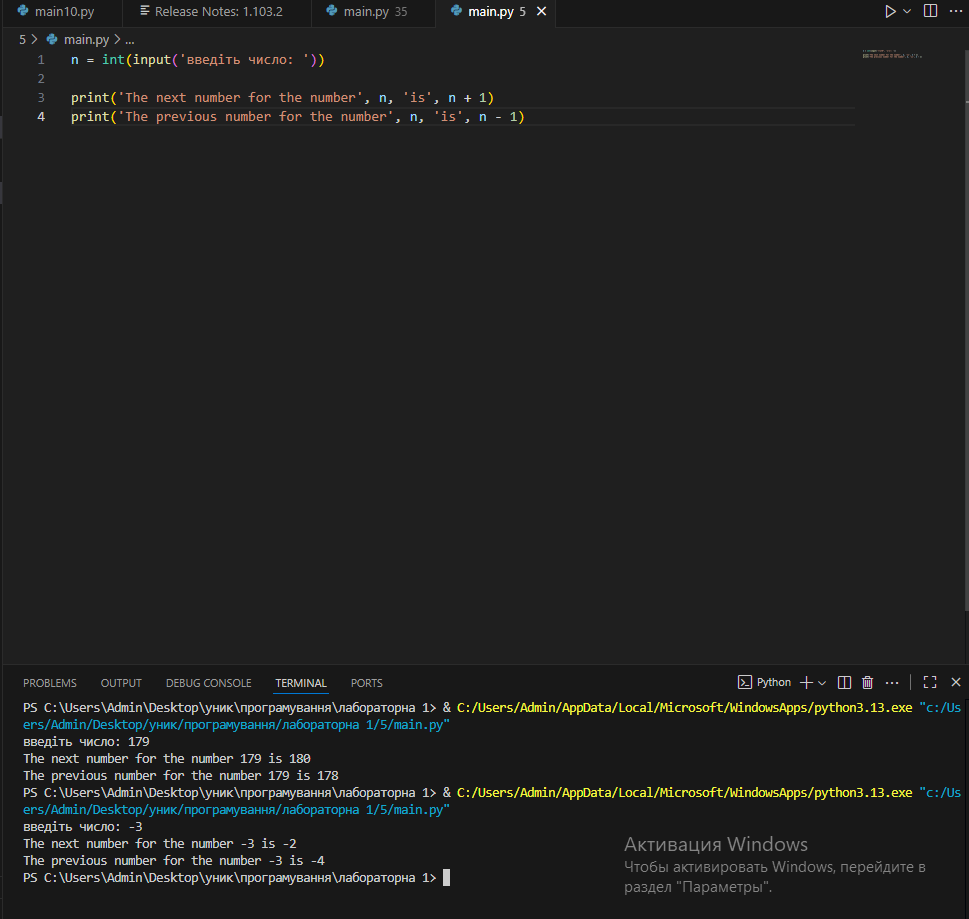 main10.py Release Notes: 1.103.2 main.py 35 main.py 5
5 > main.py > ...
1 n = int(input('введіть число: '))
2
3 print('The next number for the number', n, 'is', n + 1)
4 print('The previous number for the number', n, 'is', n - 1)
PROBLEMS OUTPUT DEBUG CONSOLE TERMINAL PORTS Python
PS C:\Users\Admin\Desktop\уник\програмування\лабораторна 1> & C:/Users/Admin/AppData/Local/Microsoft/WindowsApps/python3.13.exe "c:/Us
ers/Admin/Desktop/уник/програмування/лабораторна 1/5/main.py"
введіть число: 179
The next number for the number 179 is 180
The previous number for the number 179 is 178
PS C:\Users\Admin\Desktop\уник\програмування\лабораторна 1> & C:/Users/Admin/AppData/Local/Microsoft/WindowsApps/python3.13.exe "c:/Us
ers/Admin/Desktop/уник/програмування/лабораторна 1/5/main.py"
введіть число: -3
The next number for the number -3 is -2
The previous number for the number -3 is -4
PS C:\Users\Admin\Desktop\уник\програмування\лабораторна 1>
Активация Windows
Чтобы активировать Windows, перейдите в
раздел "Параметры".